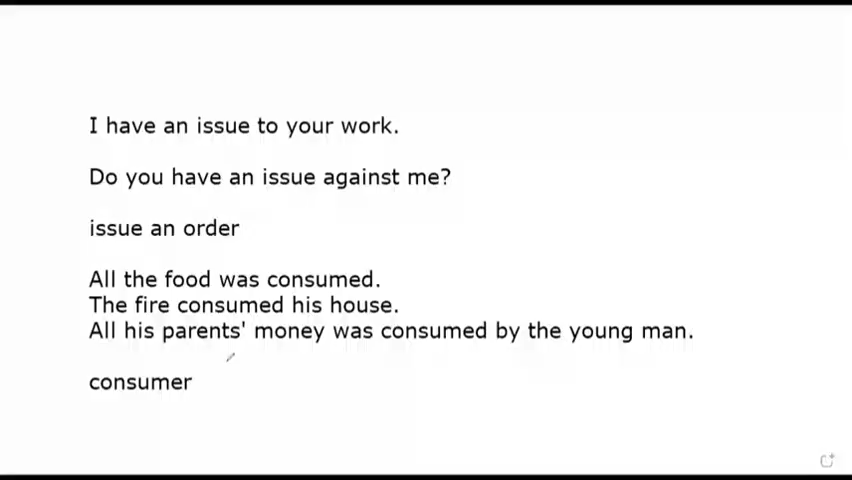 I have an issue to your work.
Do you have an issue against me?
issue an order
All the food was consumed.
The fire consumed his house.
All his parents' money was consumed by the young man.
consumer